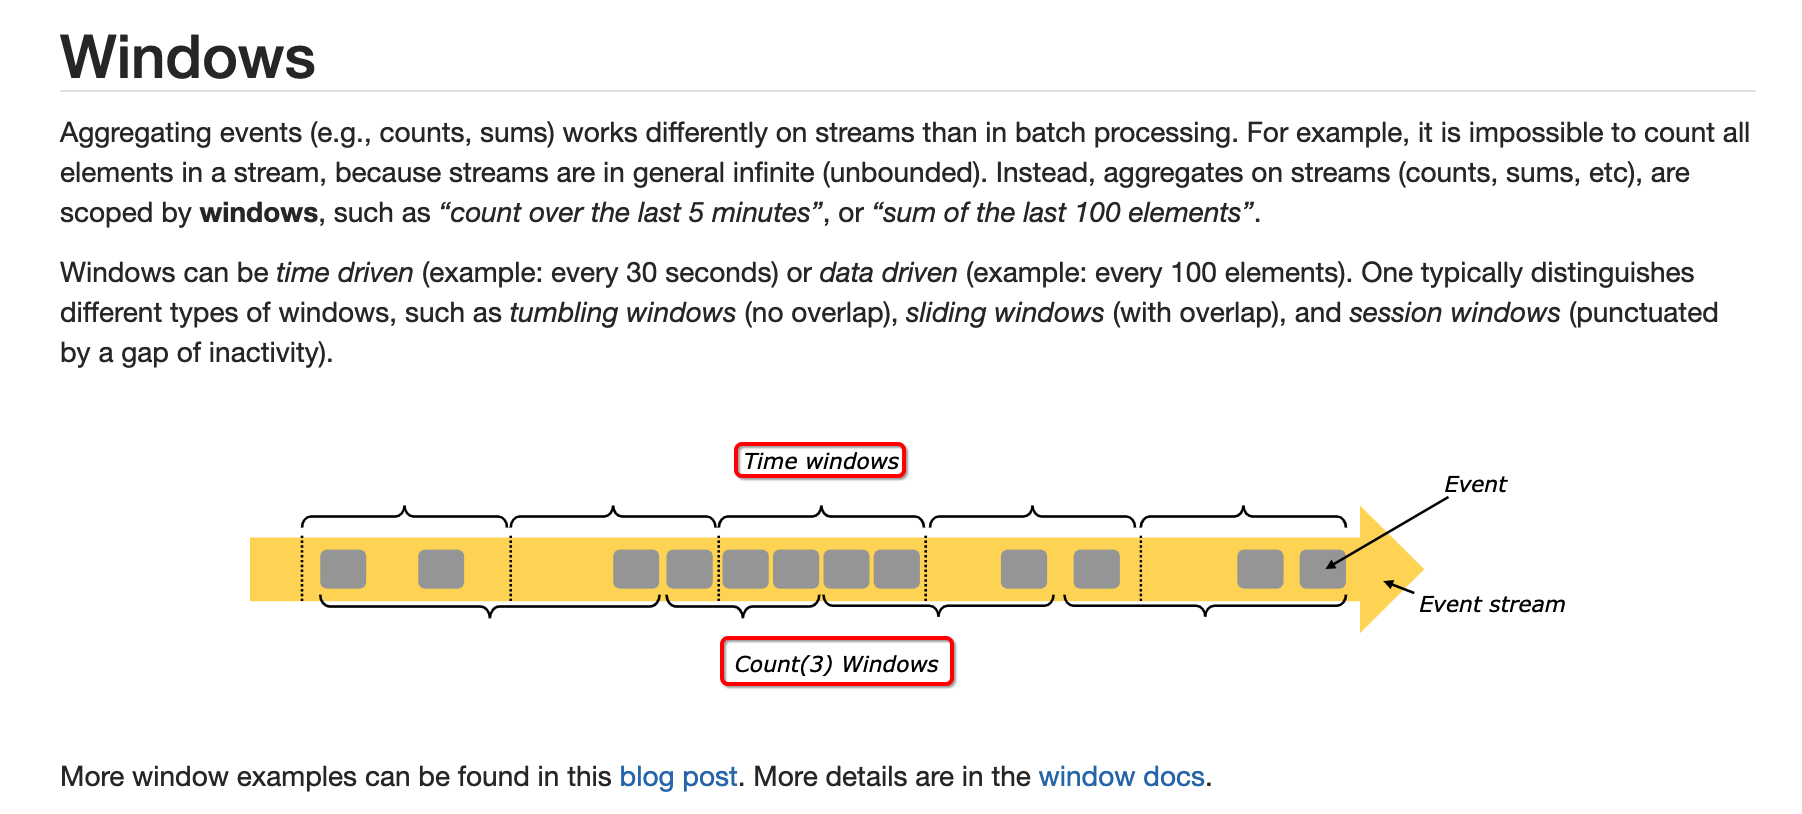 Windows
Aggregating events (e.g., counts, sums) works differently on streams than in batch processing. For example, it is impossible to count all
elements in a stream, because streams are in general infinite (unbounded). Instead, aggregates on streams (counts, sums, etc), are
scoped by windows, such as “count over the last 5 minutes”, or “sum of the last 100 elements”.
Windows can be time driven (example: every 30 seconds) or data driven (example: every 100 elements). One typically distinguishes
different types of windows, such as tumbling windows (no overlap), sliding windows (with overlap), and session windows (punctuated
by a gap of inactivity).
Time windows
Event
Event stream
Count(3) Windows
More window examples can be found in this blog post. More details are in the window docs.